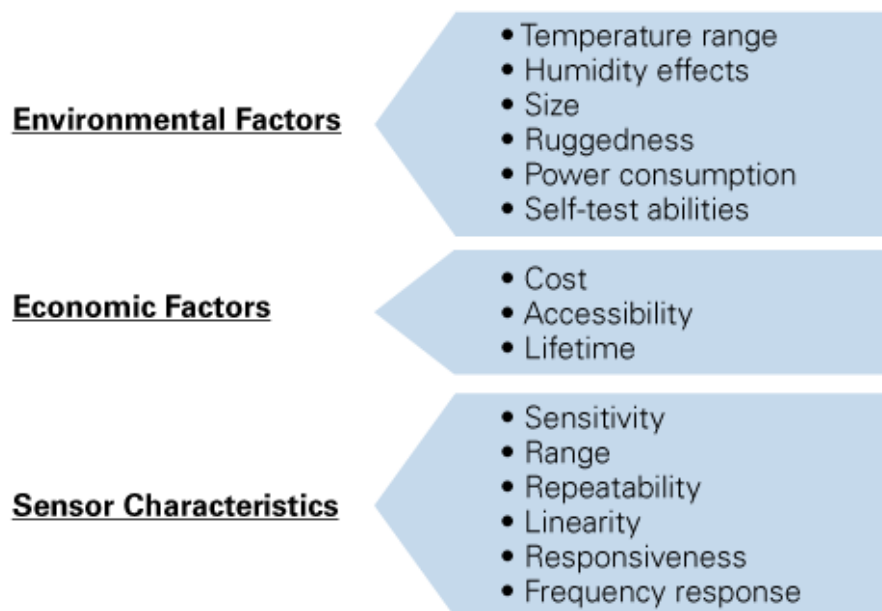 Environmental Factors
• Temperature range
• Humidity effects
• Size
• Ruggedness
• Power consumption
• Self-test abilities
Economic Factors
• Cost
• Accessibility
• Lifetime
Sensor Characteristics
• Sensitivity
• Range
• Repeatability
• Linearity
• Responsiveness
• Frequency response